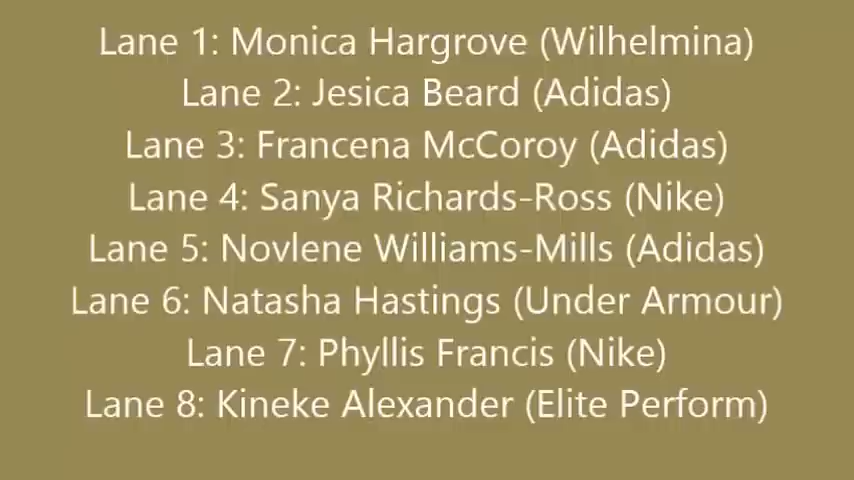 Lane 1: Monica Hargrove (Wilhelmina)
Lane 2: Jesica Beard (Adidas)
Lane 3: Francena McCoroy (Adidas)
Lane 4: Sanya Richards-Ross (Nike)
Lane 5: Novlene Williams-Mills (Adidas)
Lane 6: Natasha Hastings (Under Armour)
Lane 7: Phyllis Francis (Nike)
Lane 8: Kineke Alexander (Elite Perform)